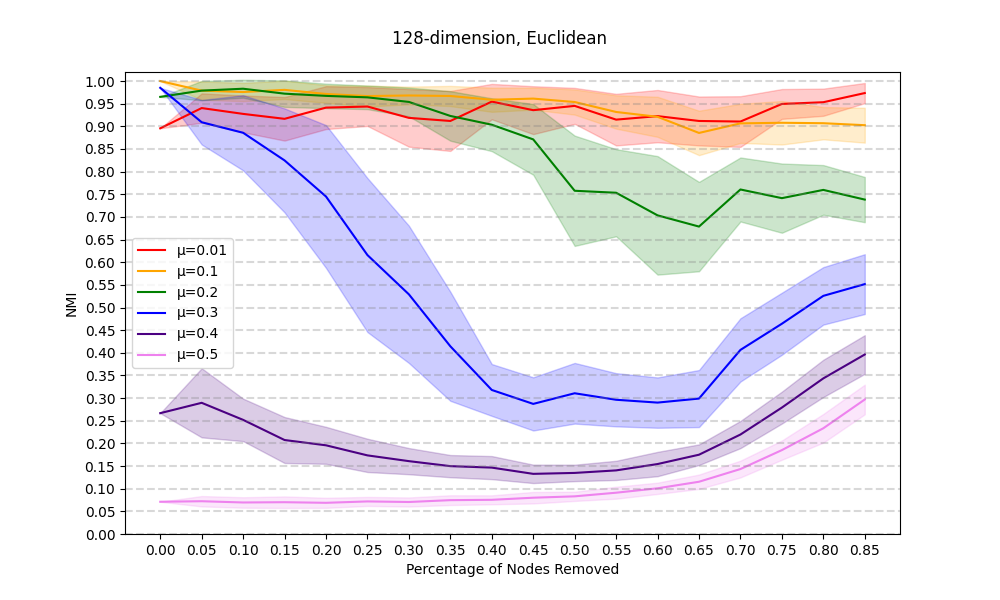 128-dimension, Euclidean
1.00
0.95
0.90
0.85
0.80
0.75
0.70
0.65
0.60
0.55
0.50
0.45
0.40
0.35
0.30
0.25
0.20
0.15
0.10
0.05
0.00
NMI
μ=0.01
μ=0.1
μ=0.2
μ=0.3
μ=0.4
μ=0.5
0.00 0.05 0.10 0.15 0.20 0.25 0.30 0.35 0.40 0.45 0.50 0.55 0.60 0.65 0.70 0.75 0.80 0.85
Percentage of Nodes Removed